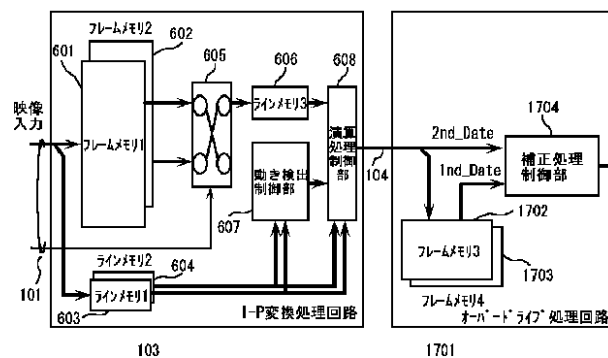 フレームメモリ2
602
601
605
606
608
映像
入力
フレームメモリ1
ラインメモリ3
演算
処理
制御
部
動き検出
制御部
607
104
2nd_Date
1nd_Date
1704
補正処理
制御部
1702
フレームメモリ3
1703
フレームメモリ4
オーバードライブ処理回路
101
ラインメモリ2
604
ラインメモリ1
603
I-P変換処理回路
103
1701